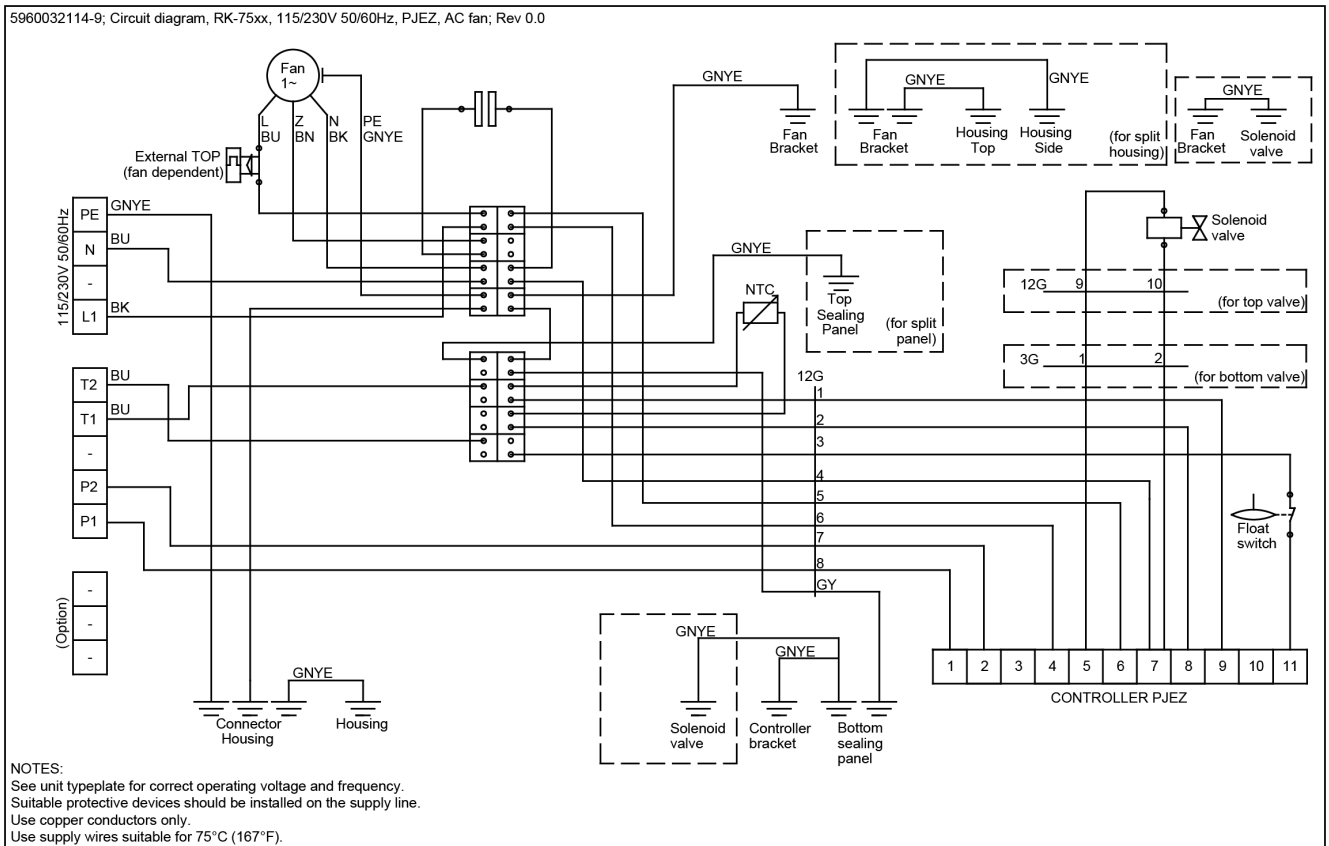 5960032114-9; Circuit diagram, RK-75xx, 115/230V 50/60Hz, PJEZ, AC fan; Rev 0.0
Fan
1~
L
BU
Z
BN
N
BK
PE
GNYE
External TOP
(fan dependent)
GNYE
Fan
Bracket
GNYE
GNYE
Fan
Bracket
Housing
Top
Housing
Side
(for split
housing)
GNYE
Fan
Bracket
Solenoid
valve
115/230V 50/60Hz
PE
GNYE
N
BU
-
L1
BK
GNYE
Top
Sealing
Panel
(for split
panel)
NTC
Solenoid
valve
12G
9
10
(for top valve)
3G
1
2
(for bottom valve)
T2
BU
T1
BU
-
P2
P1
12G
1
2
3
4
5
6
7
8
GY
Float
switch
(Option)
-
-
-
GNYE
Connector
Housing
Housing
GNYE
GNYE
Solenoid
valve
Controller
bracket
Bottom
sealing
panel
1
2
3
4
5
6
7
8
9
10
11
CONTROLLER PJEZ
NOTES:
See unit typeplate for correct operating voltage and frequency.
Suitable protective devices should be installed on the supply line.
Use copper conductors only.
Use supply wires suitable for 75°C (167°F).